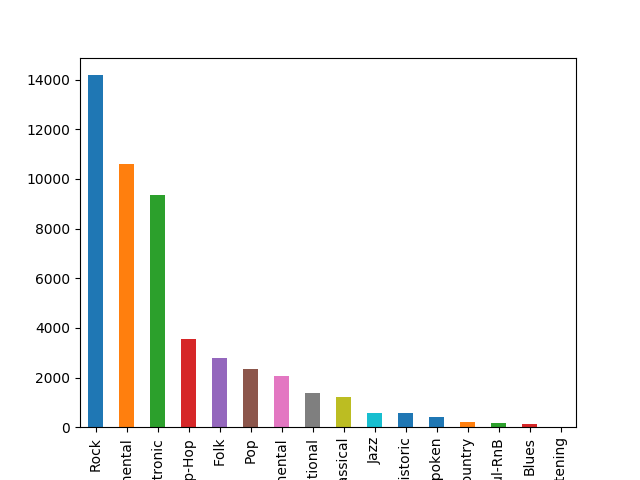 14000
12000
10000
8000
6000
4000
2000
0
Rock
mental
tronic
p-Hop
Folk
Pop
mental
tional
assical
Jazz
istoric
poken
ountry
ul-RnB
Blues
tening